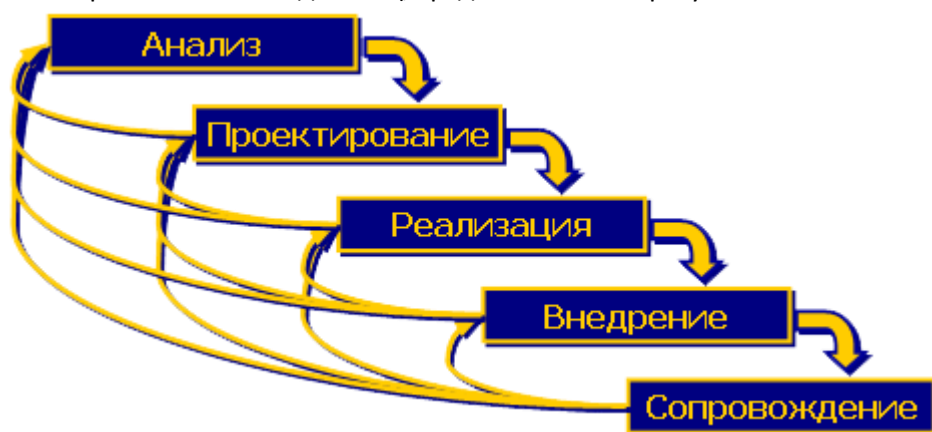 Анализ
Проектирование
Реализация
Внедрение
Сопровождение